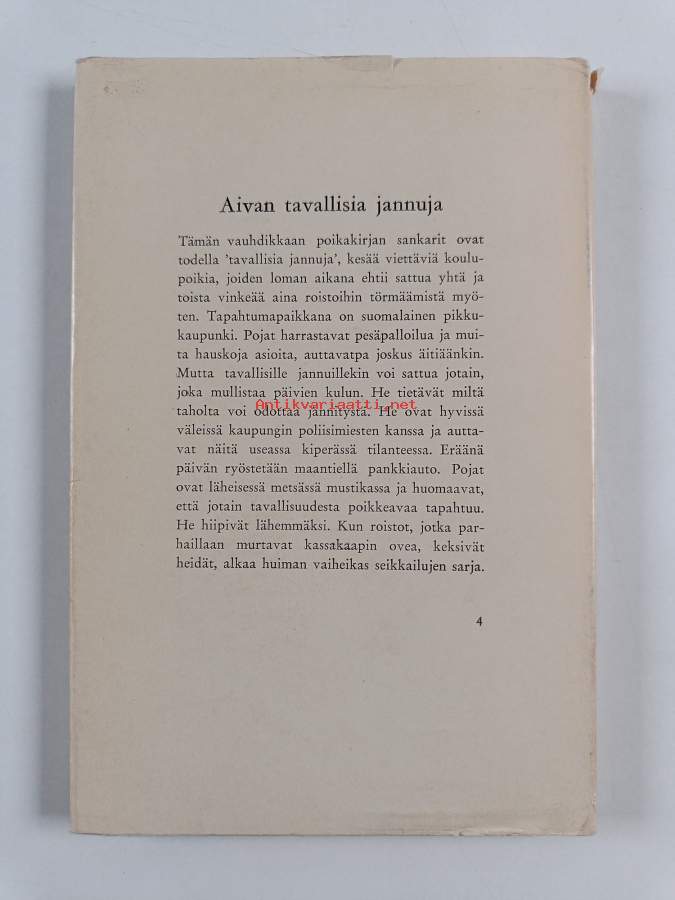 Aivan tavallisia jannuja
Tämän vauhdikkaan poikakirjan sankarit ovat
todella 'tavallisia jannuja', kesää viettäviä koulu-
poikia, joiden loman aikana ehtii sattua yhtä ja
toista vinkeää aina roistoihin törmäämistä myö-
ten. Tapahtumapaikkana on suomalainen pikku-
kaupunki. Pojat harrastavat pesäpalloilua ja mui-
ta hauskoja asioita, auttavatpa joskus äitiäänkin.
Mutta tavallisille jannuillekin voi sattua jotain,
joka mullistaa päivien kulun. He tietävät miltä
Antikvariaatti.net
taholta voi odottaa jännitystä. He ovat hyvissä
väleissä kaupungin poliisimiesten kanssa ja autta-
vat näitä useassa kiperässä tilanteessa. Eräänä
päivän ryöstetään maantiellä pankkiauto. Pojat
ovat läheisessä metsässä mustikassa ja huomaavat,
että jotain tavallisuudesta poikkeavaa tapahtuu.
He hiipivät lähemmäksi. Kun roistot, jotka par-
haillaan murtavat kassakaapin ovea, keksivät
heidät, alkaa huiman vaiheikas seikkailujen sarja.
4